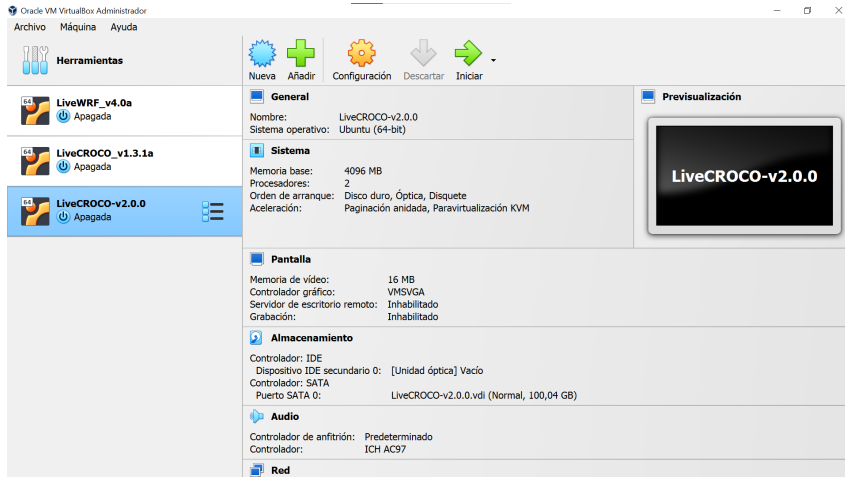 Oracle VM VirtualBox Administrador
Archivo Máquina Ayuda
Herramientas
Nueva Añadir Configuración Descartar Iniciar
64 LiveWRF_v4.0a
Apagada
64 LiveCROCO_v1.3.1a
Apagada
64 LiveCROCO-v2.0.0
Apagada
General
Nombre: LiveCROCO-v2.0.0
Sistema operativo: Ubuntu (64-bit)
Sistema
Memoria base: 4096 MB
Procesadores: 2
Orden de arranque: Disco duro, Óptica, Disquete
Aceleración: Paginación anidada, Paravirtualización KVM
Previsualización
LiveCROCO-v2.0.0
Pantalla
Memoria de vídeo: 16 MB
Controlador gráfico: VMSVGA
Servidor de escritorio remoto: Inhabilitado
Grabación: Inhabilitado
Almacenamiento
Controlador: IDE
Dispositivo IDE secundario 0: [Unidad óptica] Vacío
Controlador: SATA
Puerto SATA 0: LiveCROCO-v2.0.0.vdi (Normal, 100,04 GB)
Audio
Controlador de anfitrión: Predeterminado
Controlador: ICH AC97
Red